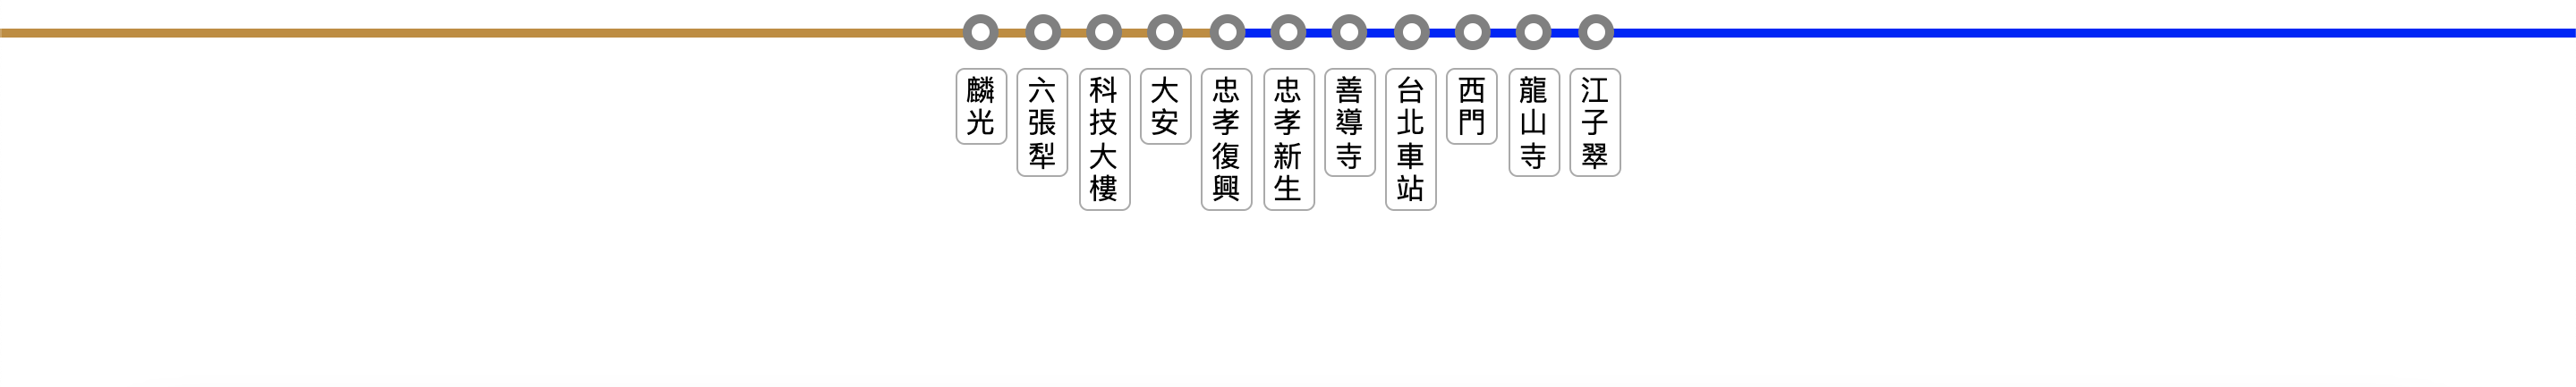 麟光
六張犁
科技大樓
大安
忠孝復興
忠孝新生
善導寺
台北車站
西門
龍山寺
江子翠